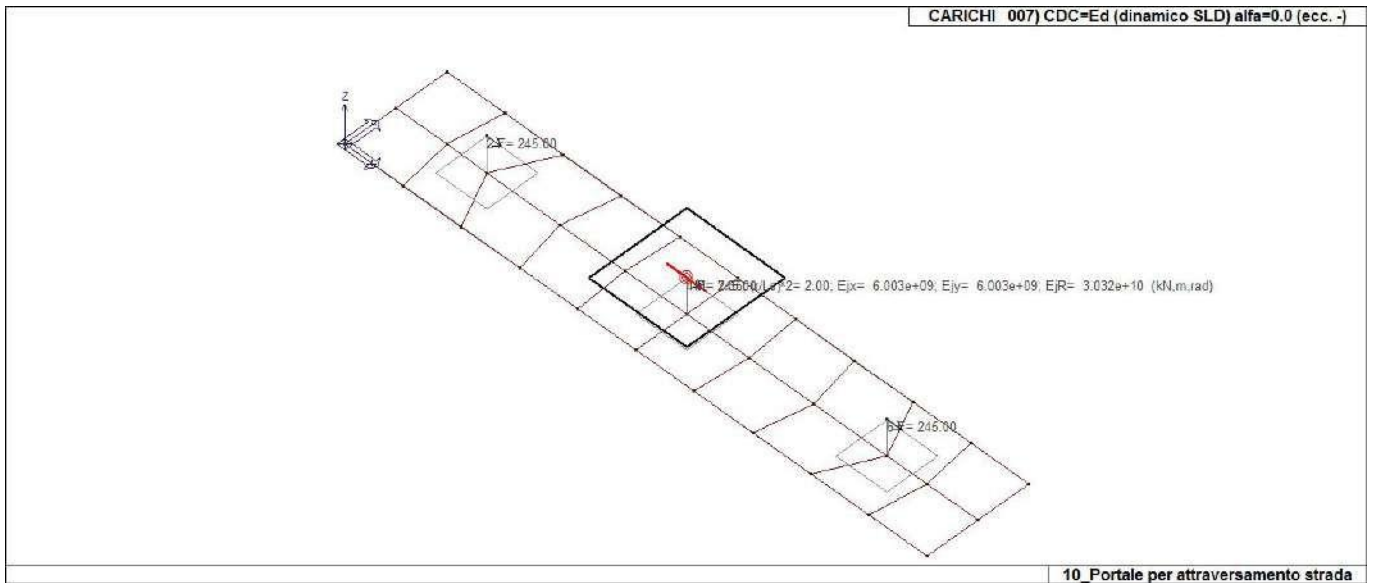 CARICHI 007) CDC=Ed (dinamico SLD) alfa=0.0 (ecc. -)
Z
F= 245.00
2= 2.00; Ejx= 6.003e+09; Ejy= 6.003e+09; EjR= 3.032e+10 (kN,m,rad)
F= 245.00
10_Portale per attraversamento strada